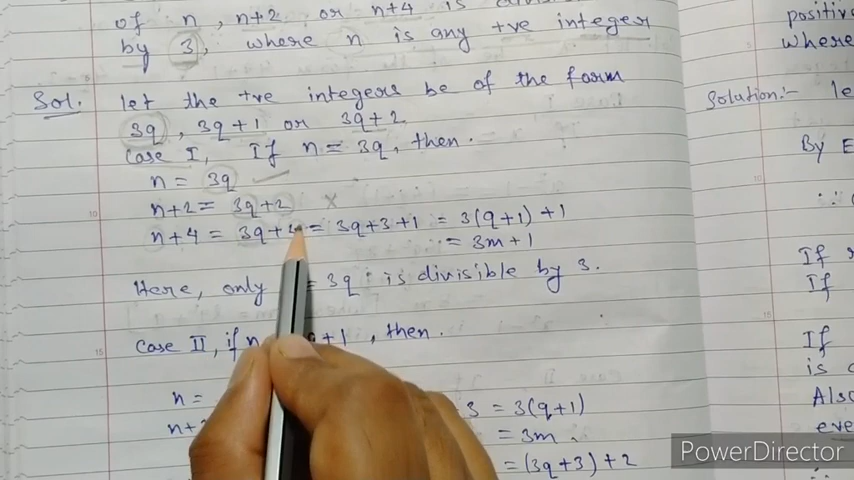 of n, n+2 or n+4 is
by 3, where n is any +ve integer
Sol. let the +ve integers be of the form
3q, 3q+1 or 3q+2
Case I, If n = 3q, then.
n = 3q
n+2 = 3q+2 ×
n+4 = 3q+4 = 3q+3+1 = 3(q+1)+1
= 3m+1
Here, only = 3q is divisible by 3.
Case II, if n +1, then.
n =
3 = 3(q+1)
= 3m.
= (3q+3)+2
where
Solution:-
By
If
If
If
is
Also
PowerDirector